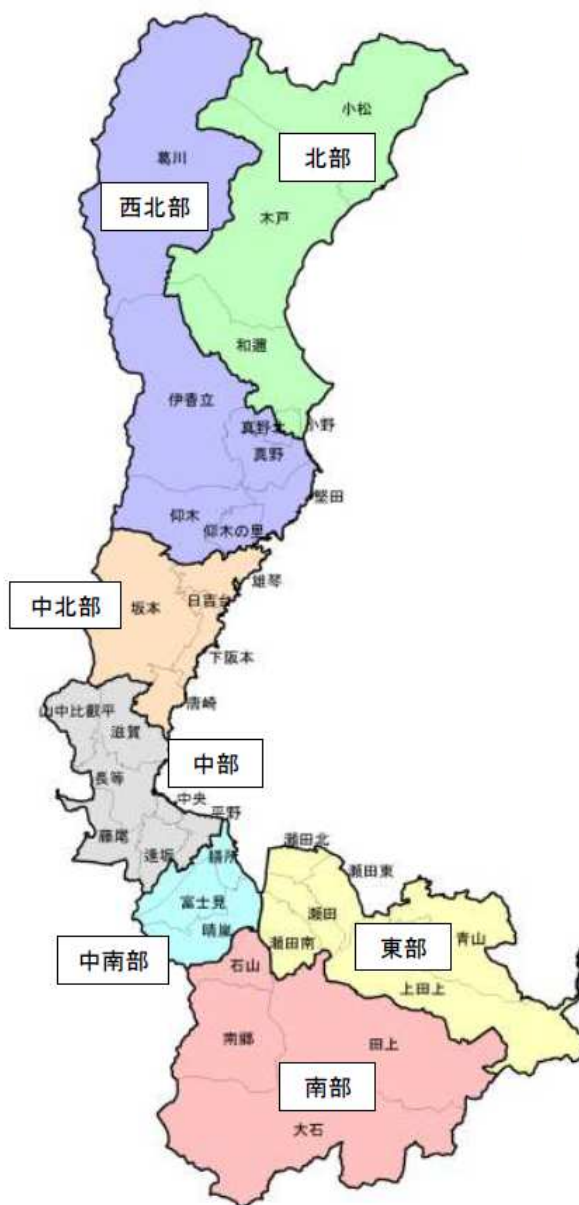 小松
北部
葛川
西北部
木戸
和邇
伊香立
真野北
小野
真野
堅田
仰木
仰木の里
雄琴
日吉台
中北部
坂本
下阪本
唐崎
山中比叡平
滋賀
中部
長等
中央
平野
藤尾
逢坂
膳所
瀬田北
瀬田東
富士見
瀬田
晴嵐
瀬田南
青山
東部
中南部
石山
上田上
南郷
田上
南部
大石